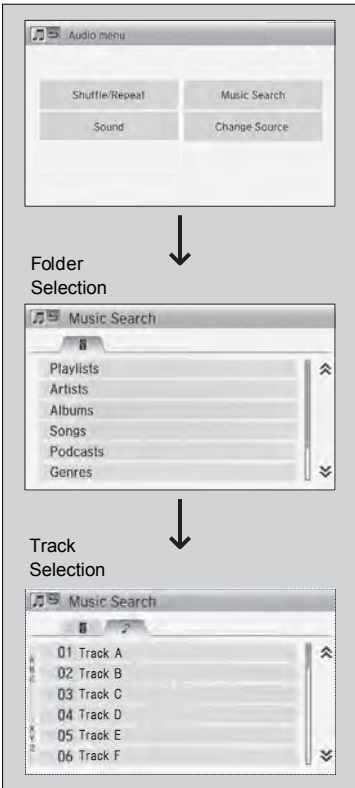 Audio menu
Shuffle/Repeat Music Search
Sound Change Source
Folder
Selection
Music Search
Playlists
Artists
Albums
Songs
Podcasts
Genres
Track
Selection
Music Search
01 Track A
02 Track B
03 Track C
04 Track D
05 Track E
06 Track F
A
B
C
X
Y
Z